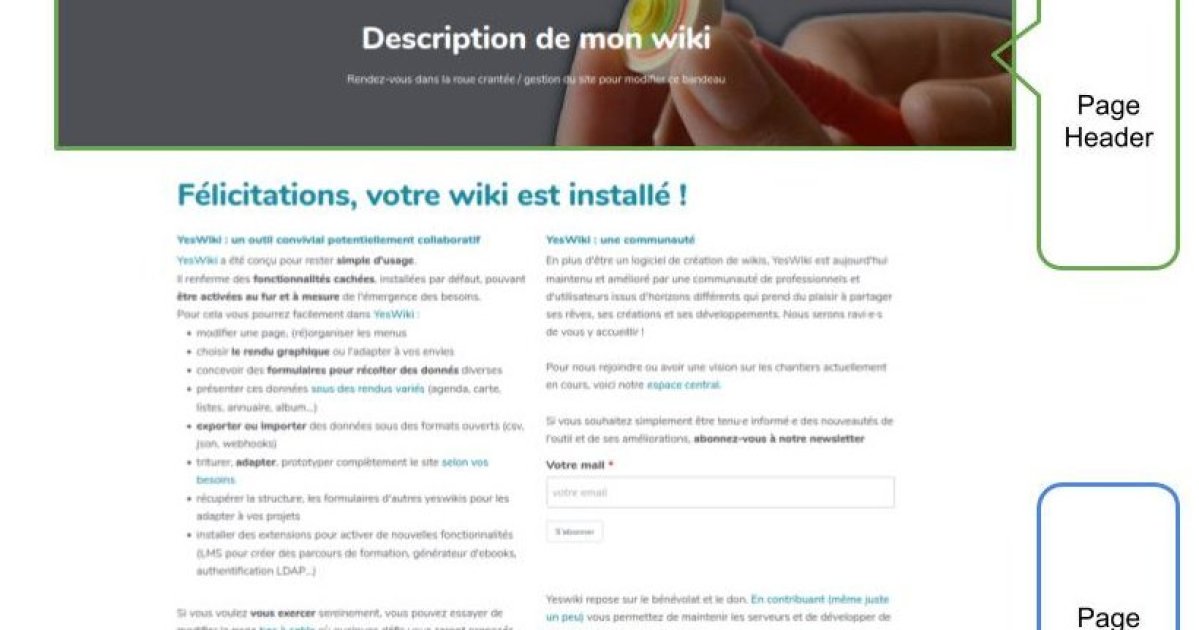 Description de mon wiki
Rendez-vous dans la roue crantée / gestion du site pour modifier ce bandeau
Page
Header
Félicitations, votre wiki est installé !
YesWiki : un outil convivial potentiellement collaboratif
YesWiki a été conçu pour rester simple d'usage.
Il renferme des fonctionnalités cachées, installées par défaut, pouvant
être activées au fur et à mesure de l'émergence des besoins.
Pour cela vous pourrez facilement dans YesWiki :
• modifier une page, (ré)organiser les menus
• choisir le rendu graphique ou l'adapter à vos envies
• concevoir des formulaires pour récolter des donnés diverses
• présenter ces données sous des rendus variés (agenda, carte,
listes, annuaire, album...)
• exporter ou importer des données sous des formats ouverts (csv,
json, webhooks)
• triturer, adapter, prototyper complètement le site selon vos
besoins
• récupérer la structure, les formulaires d'autres yeswikis pour les
adapter à vos projets
• installer des extensions pour activer de nouvelles fonctionnalités
(LMS pour créer des parcours de formation, générateur d'ebooks,
authentification LDAP...)
Si vous voulez vous exercer sereinement, vous pouvez essayer de
modifier la page bac à sable où quelques défis vous seront proposés
YesWiki : une communauté
En plus d'être un logiciel de création de wikis, YesWiki est aujourd'hui
maintenu et amélioré par une communauté de professionnels et
d'utilisateurs issus d'horizons différents qui prend du plaisir à partager
ses rêves, ses créations et ses développements. Nous serons ravi·e·s
de vous y accueillir !
Pour nous rejoindre ou avoir une vision sur les chantiers actuellement
en cours, voici notre espace central.
Si vous souhaitez simplement être tenu·e informé·e des nouveautés de
l'outil et de ses améliorations, abonnez-vous à notre newsletter
Votre mail *
votre email
S'abonner
Yeswiki repose sur le bénévolat et le don. En contribuant (même juste
un peu) vous permettez de maintenir les serveurs et de développer de
Page